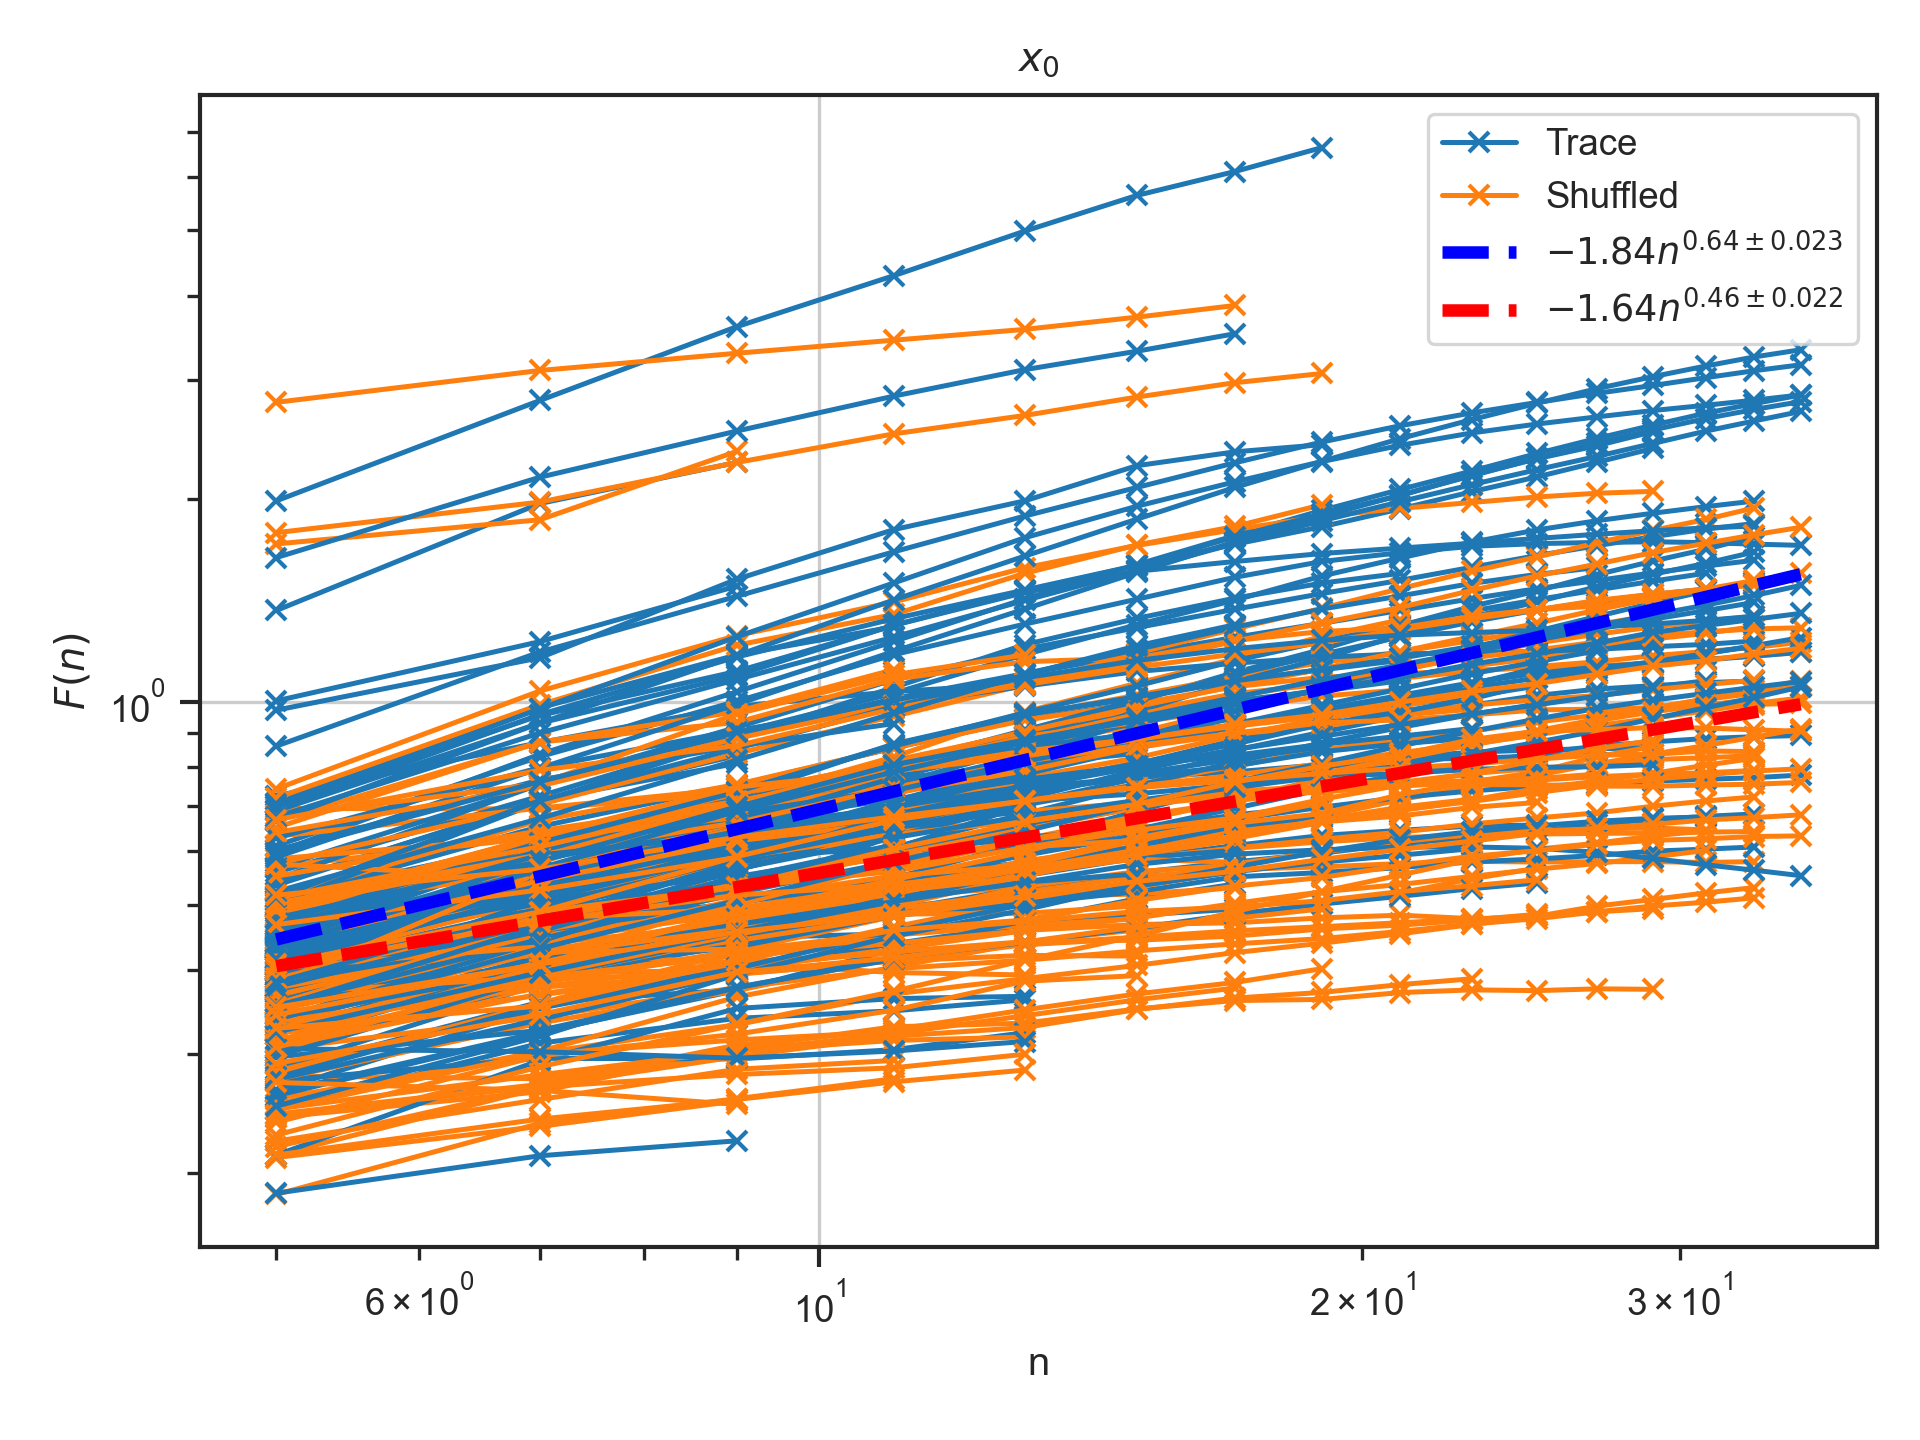 x₀
Trace
Shuffled
−1.84n^{0.64±0.023}
−1.64n^{0.46±0.022}
F(n)
10⁰
6×10⁰
10¹
2×10¹
3×10¹
n